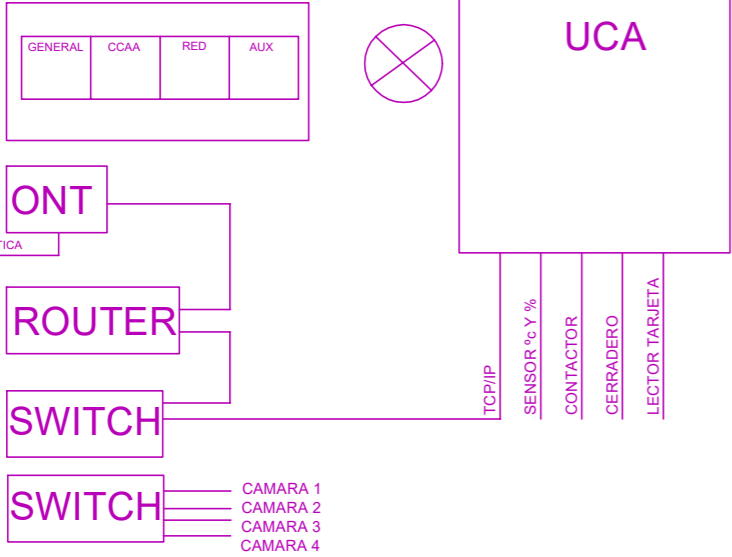 GENERAL CCAA RED AUX
UCA
ONT
TICA
ROUTER
SWITCH
TCP/IP
SENSOR ºc Y %
CONTACTOR
CERRADERO
LECTOR TARJETA
SWITCH
CAMARA 1
CAMARA 2
CAMARA 3
CAMARA 4